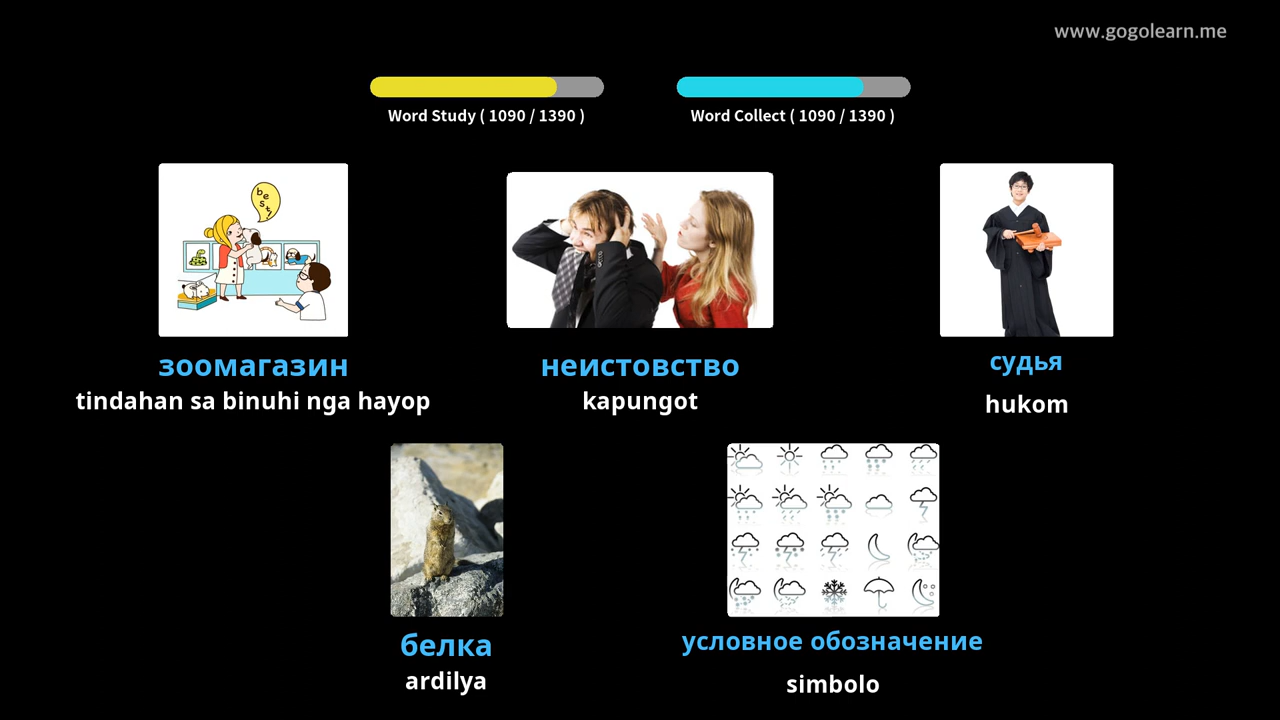 www.gogolearn.me
Word Study ( 1090 / 1390 )
Word Collect ( 1090 / 1390 )
best
зоомагазин
tindahan sa binuhi nga hayop
неистовство
kapungot
судья
hukom
белка
ardilya
условное обозначение
simbolo